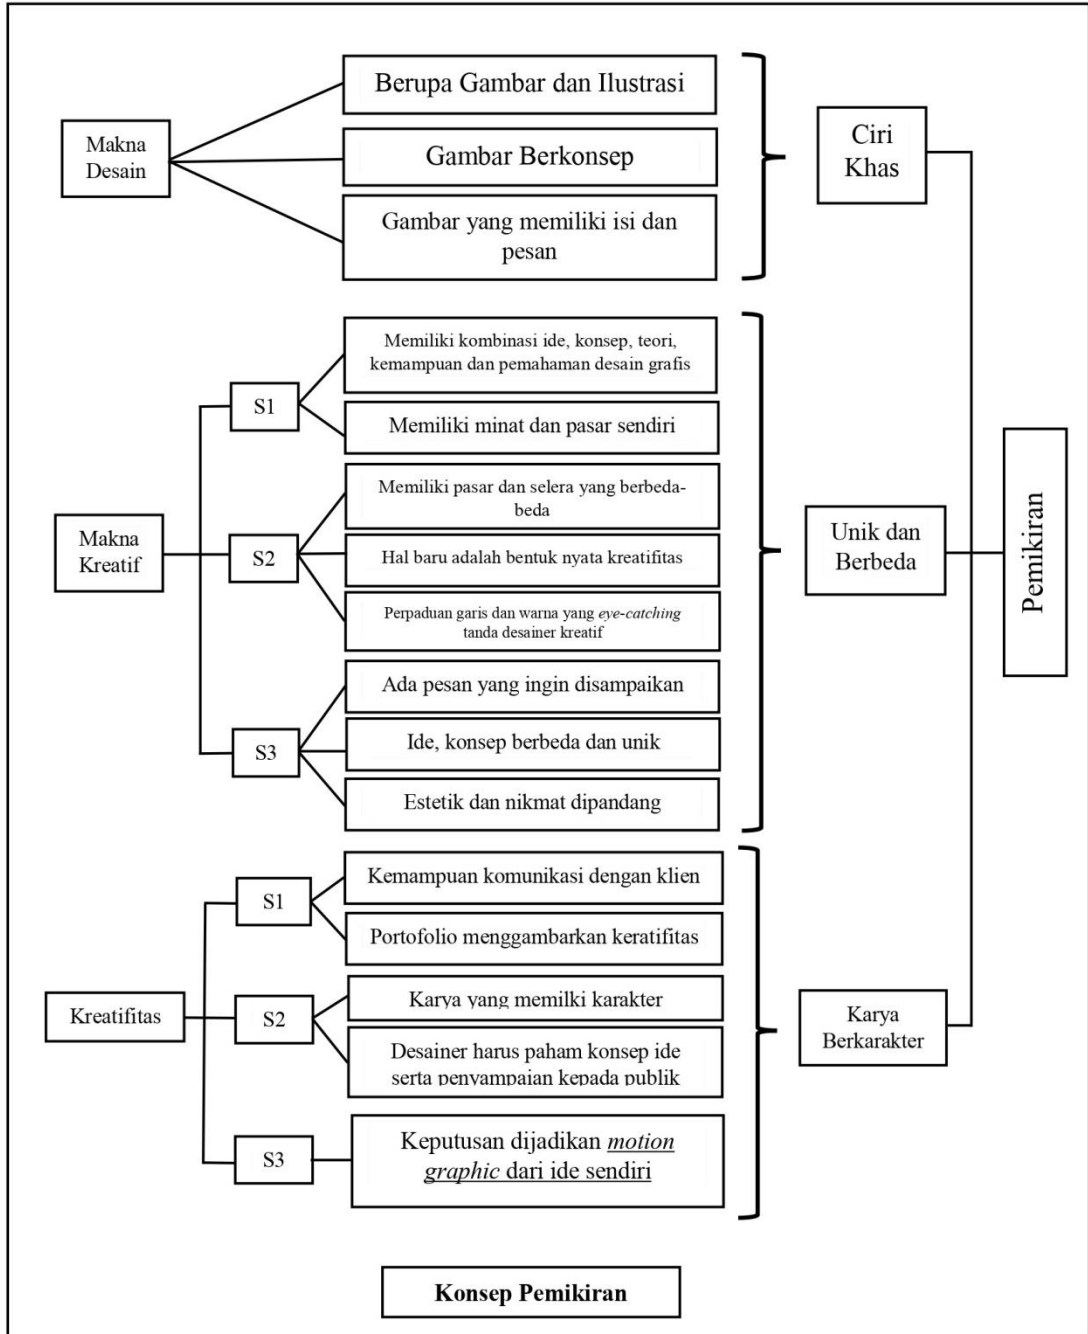 Makna
Desain
Berupa Gambar dan Ilustrasi
Gambar Berkonsep
Gambar yang memiliki isi dan
pesan
Ciri
Khas
Makna
Kreatif
S1
Memiliki kombinasi ide, konsep, teori,
kemampuan dan pemahaman desain grafis
Memiliki minat dan pasar sendiri
S2
Memiliki pasar dan selera yang berbeda-
beda
Hal baru adalah bentuk nyata kreatifitas
Perpaduan garis dan warna yang eye-catching
tanda desainer kreatif
S3
Ada pesan yang ingin disampaikan
Ide, konsep berbeda dan unik
Estetik dan nikmat dipandang
Unik dan
Berbeda
Pemikiran
Kreatifitas
S1
Kemampuan komunikasi dengan klien
Portofolio menggambarkan keratifitas
S2
Karya yang memilki karakter
Desainer harus paham konsep ide
serta penyampaian kepada publik
S3
Keputusan dijadikan motion
graphic dari ide sendiri
Karya
Berkarakter
Konsep Pemikiran